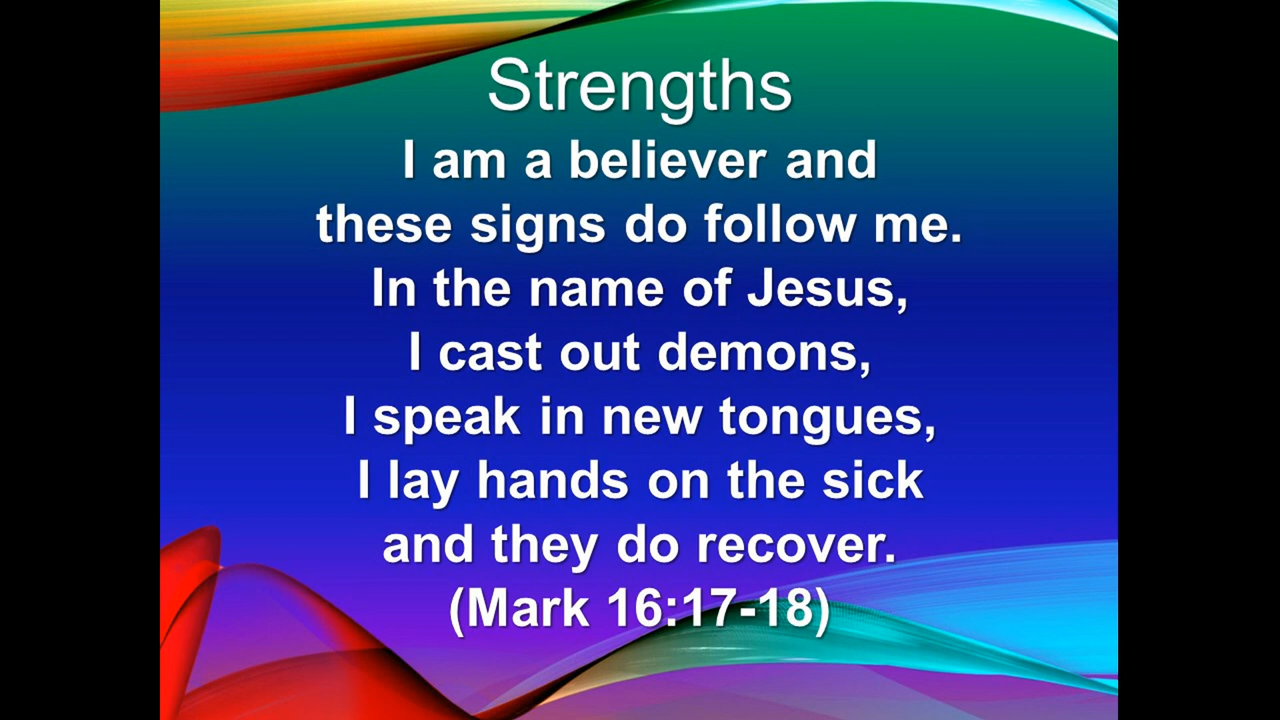 Strengths
I am a believer and
these signs do follow me.
In the name of Jesus,
I cast out demons,
I speak in new tongues,
I lay hands on the sick
and they do recover.
(Mark 16:17-18)